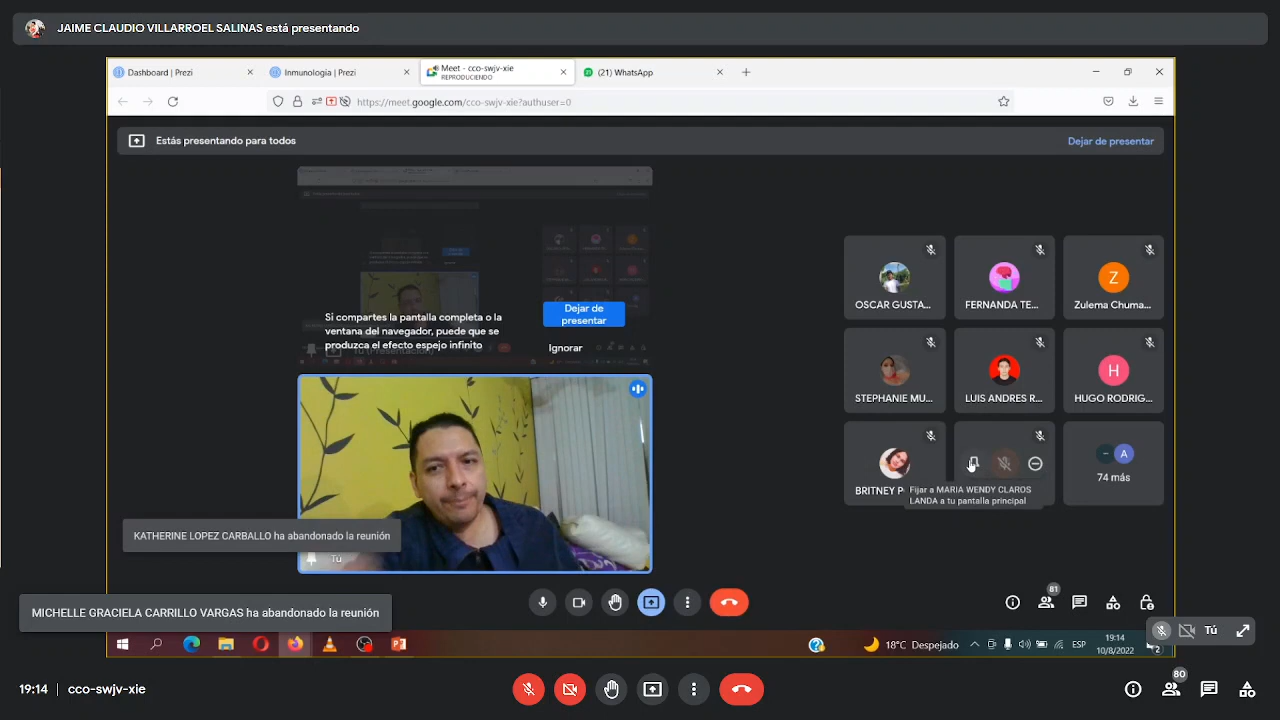 JAIME CLAUDIO VILLARROEL SALINAS está presentando
Dashboard | Prezi
Inmunologia | Prezi
Meet - cco-swjv-xie
REPRODUCIENDO
(21) WhatsApp
https://meet.google.com/cco-swjv-xie?authuser=0
Estás presentando para todos
Dejar de presentar
Si compartes la pantalla completa o la
ventana del navegador, puede que se
produzca el efecto espejo infinito
Dejar de
presentar
Ignorar
Tú (Presentación)
OSCAR GUSTA...
FERNANDA TE...
Z
Zulema Chuma...
STEPHANIE MU...
LUIS ANDRES R...
H
HUGO RODRIG...
BRITNEY P
Fijar a MARIA WENDY CLAROS
LANDA a tu pantalla principal
A
74 más
KATHERINE LOPEZ CARBALLO ha abandonado la reunión
Tú
MICHELLE GRACIELA CARRILLO VARGAS ha abandonado la reunión
81
18°C Despejado
ESP
19:14
10/8/2022
2
Tú
19:14 | cco-swjv-xie
80